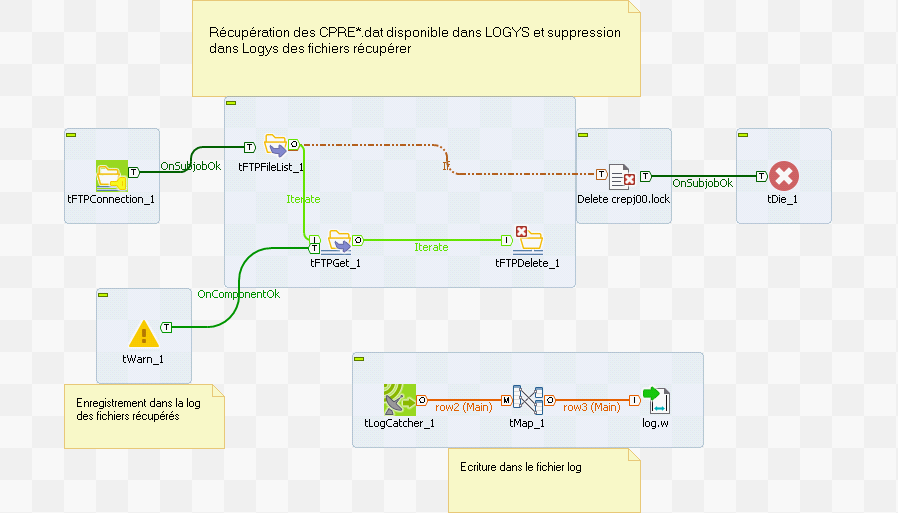 Récupération des CPRE*.dat disponible dans LOGYS et suppression
dans Logys des fichiers récupérer
OnSubjobOk
T
tFTPConnection_1
T
O
tFTPFileList_1
If
Iterate
T
T
Delete crepj00.lock
OnSubjobOk
T
tDie_1
I
T
O
tFTPGet_1
Iterate
I
tFTPDelete_1
OnComponentOk
T
tWarn_1
Enregistrement dans la log
des fichiers récupérés
O
tLogCatcher_1
row2 (Main)
M
O
tMap_1
row3 (Main)
I
log.w
Ecriture dans le fichier log